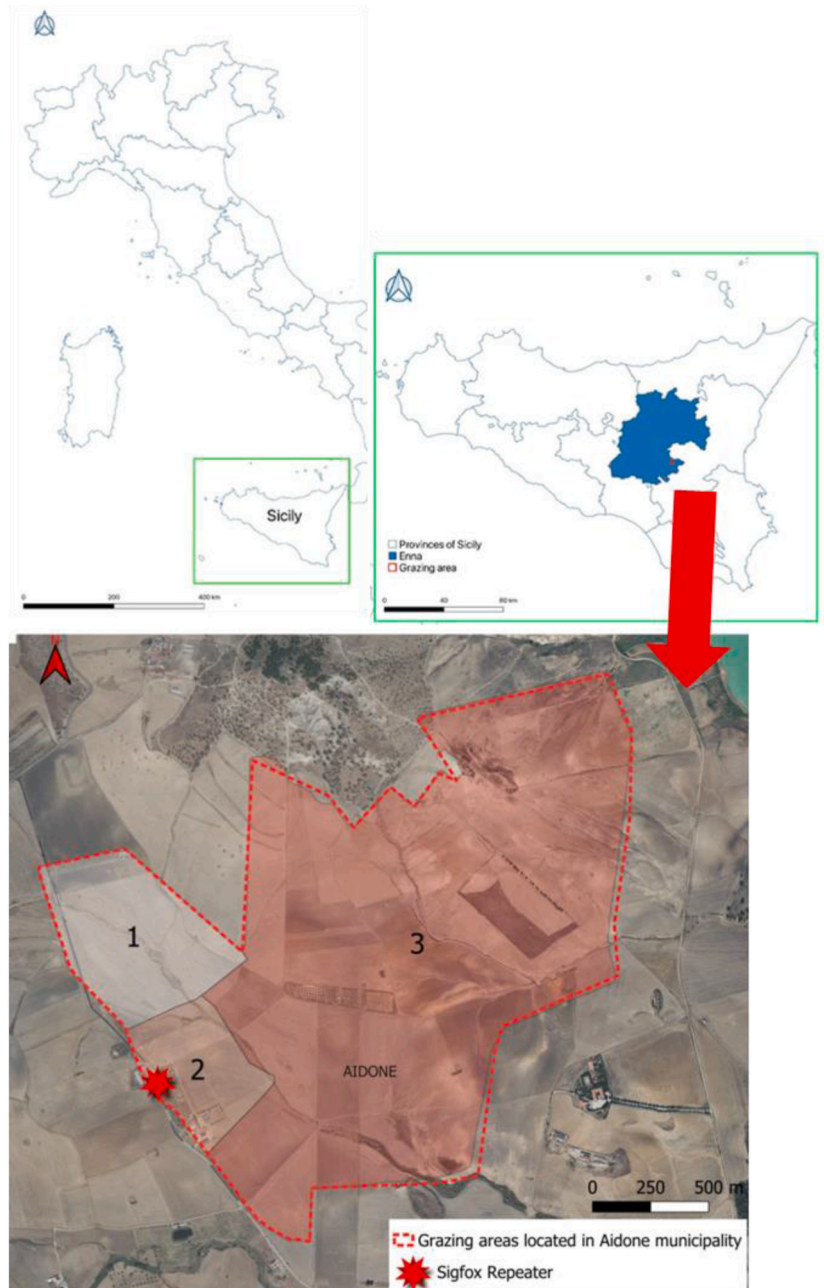 Sicily
0 200 400 km
Provinces of Sicily
Enna
Grazing area
0 40 80 km
1
2
3
AIDONE
0 250 500 m
Grazing areas located in Aidone municipality
Sigfox Repeater